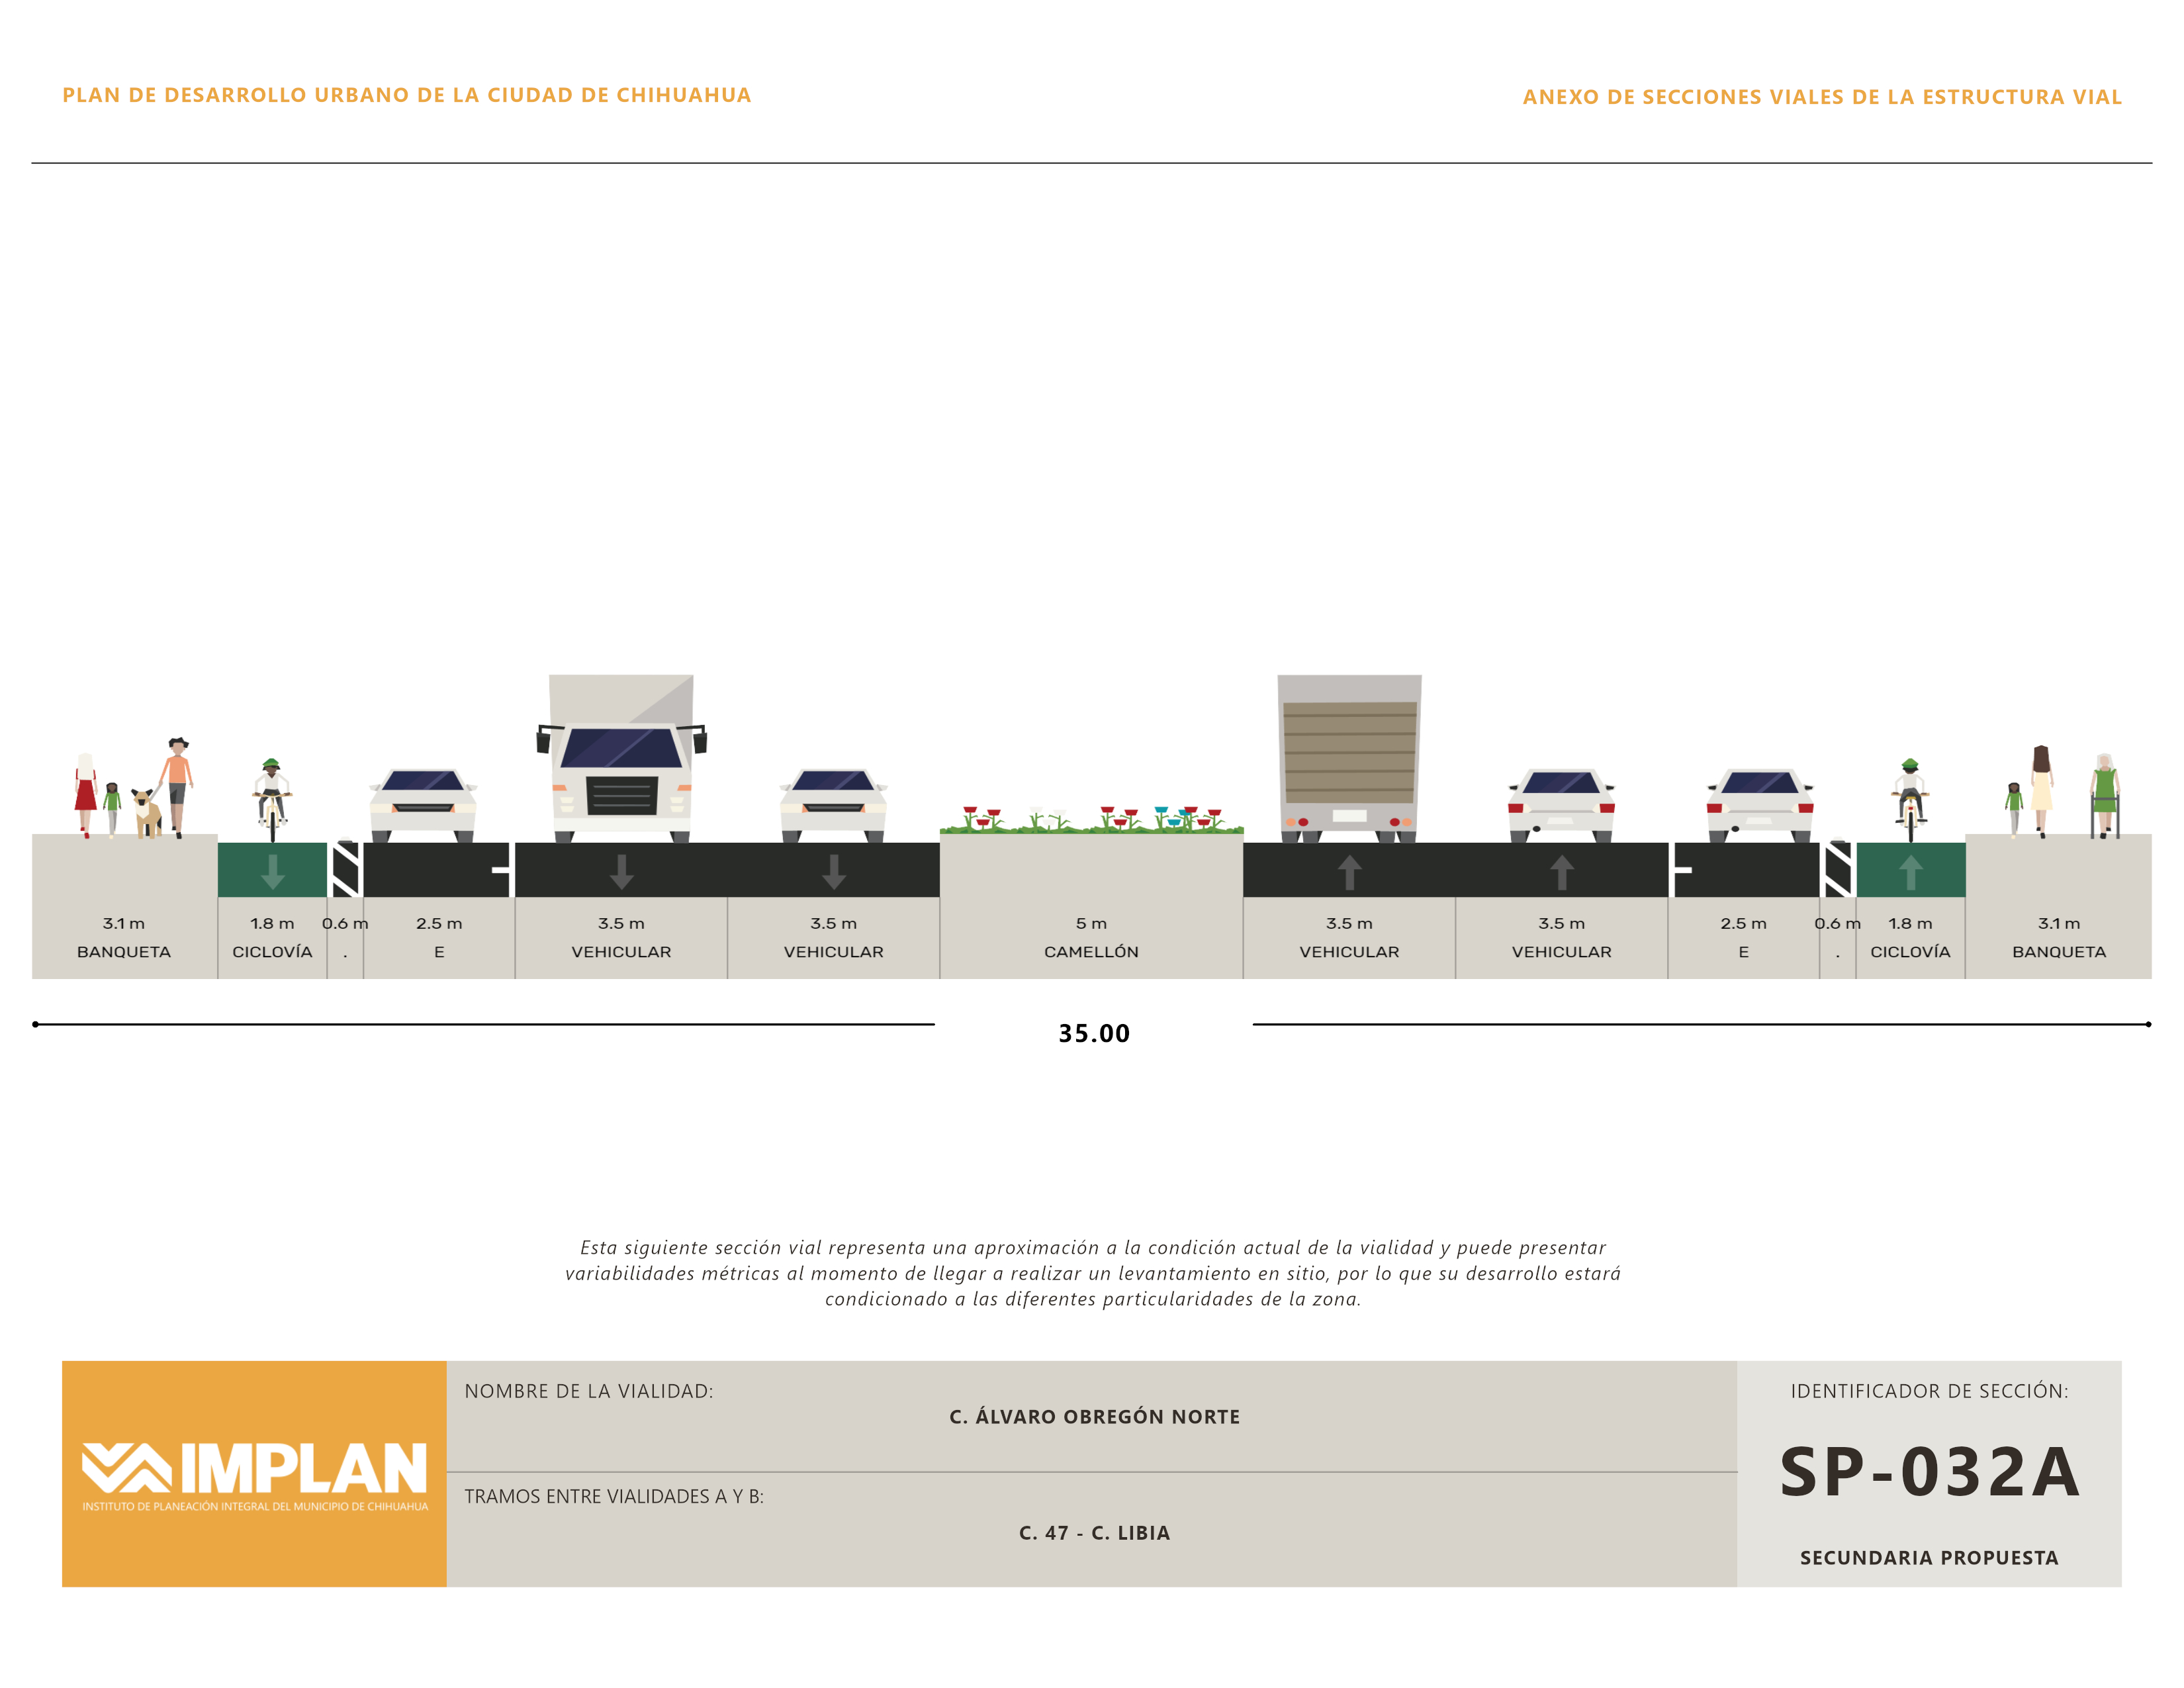 PLAN DE DESARROLLO URBANO DE LA CIUDAD DE CHIHUAHUA
ANEXO DE SECCIONES VIALES DE LA ESTRUCTURA VIAL
3.1 m 1.8 m 0.6 m 2.5 m 3.5 m 3.5 m 5 m 3.5 m 3.5 m 2.5 m 0.6 m 1.8 m 3.1 m
BANQUETA CICLOVÍA . E VEHICULAR VEHICULAR CAMELLÓN VEHICULAR VEHICULAR E . CICLOVÍA BANQUETA
35.00
Esta siguiente sección vial representa una aproximación a la condición actual de la vialidad y puede presentar
variabilidades métricas al momento de llegar a realizar un levantamiento en sitio, por lo que su desarrollo estará
condicionado a las diferentes particularidades de la zona.
IMPLAN
INSTITUTO DE PLANEACIÓN INTEGRAL DEL MUNICIPIO DE CHIHUAHUA
NOMBRE DE LA VIALIDAD:
C. ÁLVARO OBREGÓN NORTE
TRAMOS ENTRE VIALIDADES A Y B:
C. 47 - C. LIBIA
IDENTIFICADOR DE SECCIÓN:
SP-032A
SECUNDARIA PROPUESTA